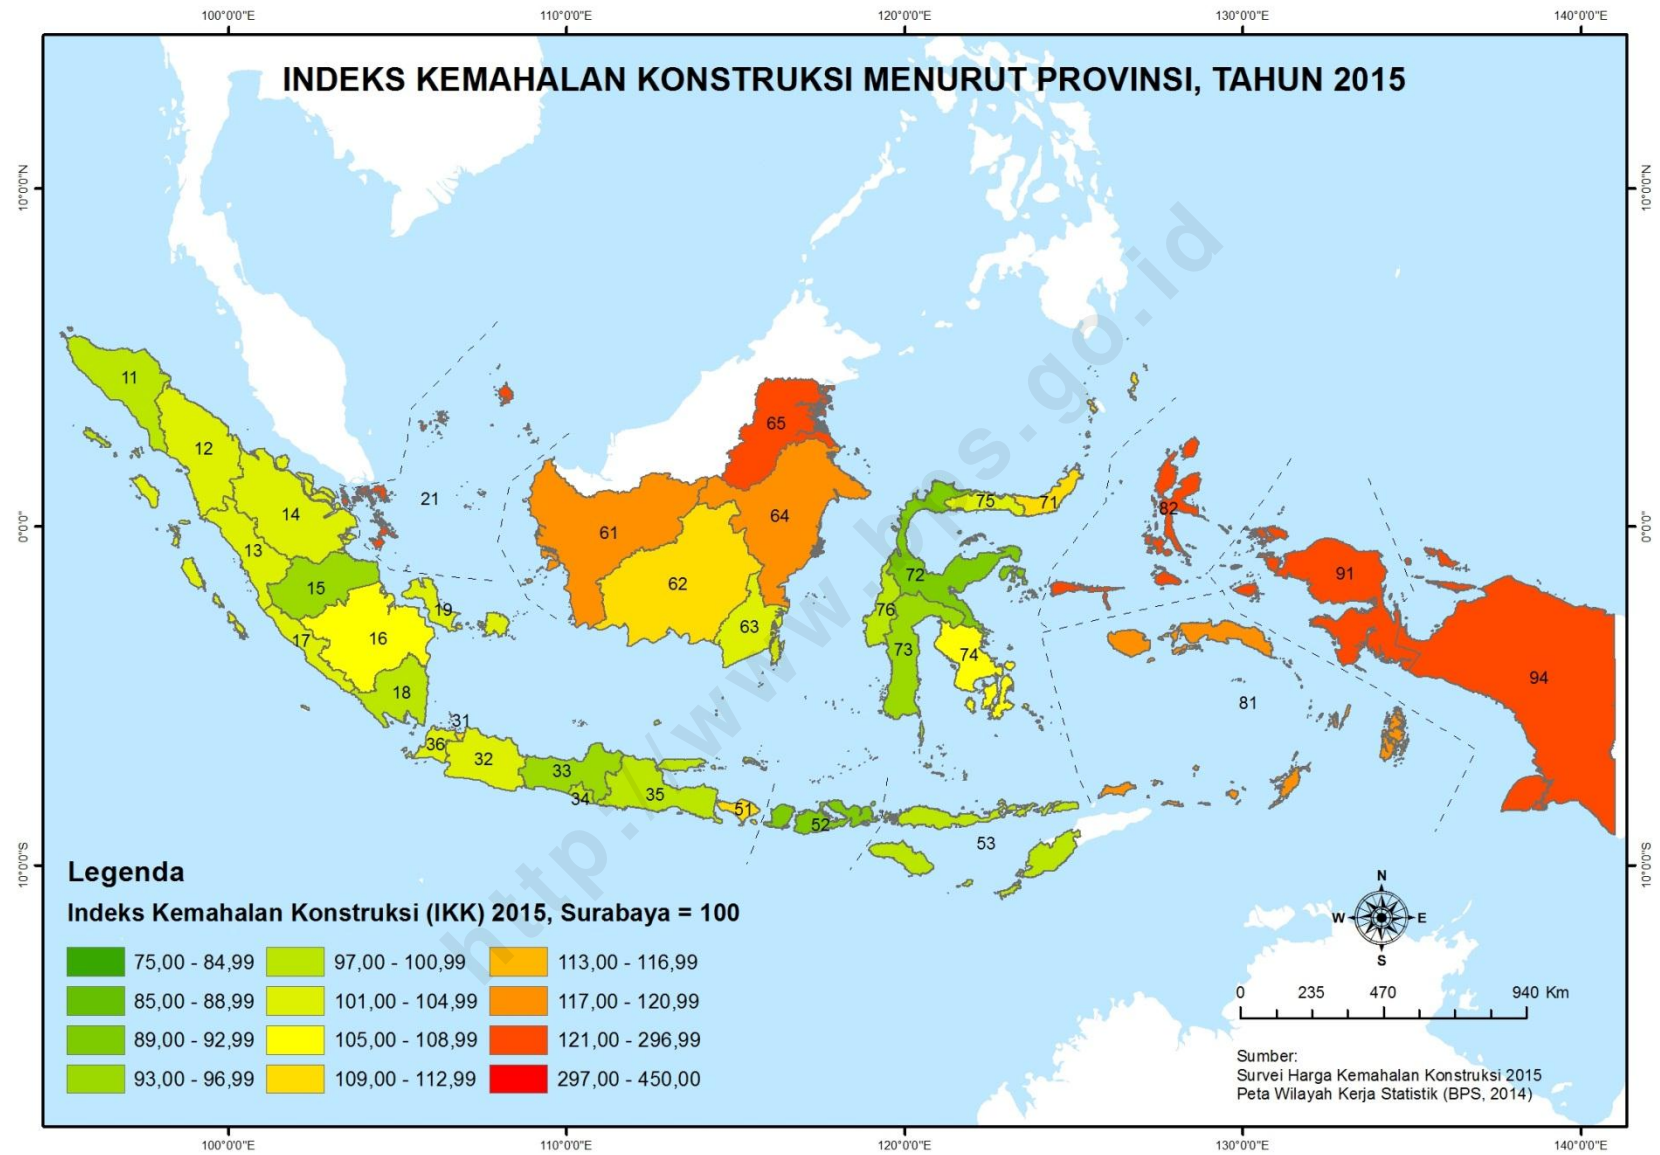 100°0'0"E 110°0'0"E 120°0'0"E 130°0'0"E 140°0'0"E
INDEKS KEMAHALAN KONSTRUKSI MENURUT PROVINSI, TAHUN 2015
10°0'0"N 10°0'0"N
http://www.bps.go.id
11
65
12
21
75 71
82
14
64
61
13
91
72
62
15
76
19
63
16
17
73
74
94
18
81
31
36
32
33
35
34
51
52
53
0°0'0" 0°0'0"
10°0'0"S 10°0'0"S
Legenda
Indeks Kemahalan Konstruksi (IKK) 2015, Surabaya = 100
75,00 - 84,99 97,00 - 100,99 113,00 - 116,99
85,00 - 88,99 101,00 - 104,99 117,00 - 120,99
89,00 - 92,99 105,00 - 108,99 121,00 - 296,99
93,00 - 96,99 109,00 - 112,99 297,00 - 450,00
N
W E
S
0 235 470 940 Km
Sumber:
Survei Harga Kemahalan Konstruksi 2015
Peta Wilayah Kerja Statistik (BPS, 2014)
100°0'0"E 110°0'0"E 120°0'0"E 130°0'0"E 140°0'0"E